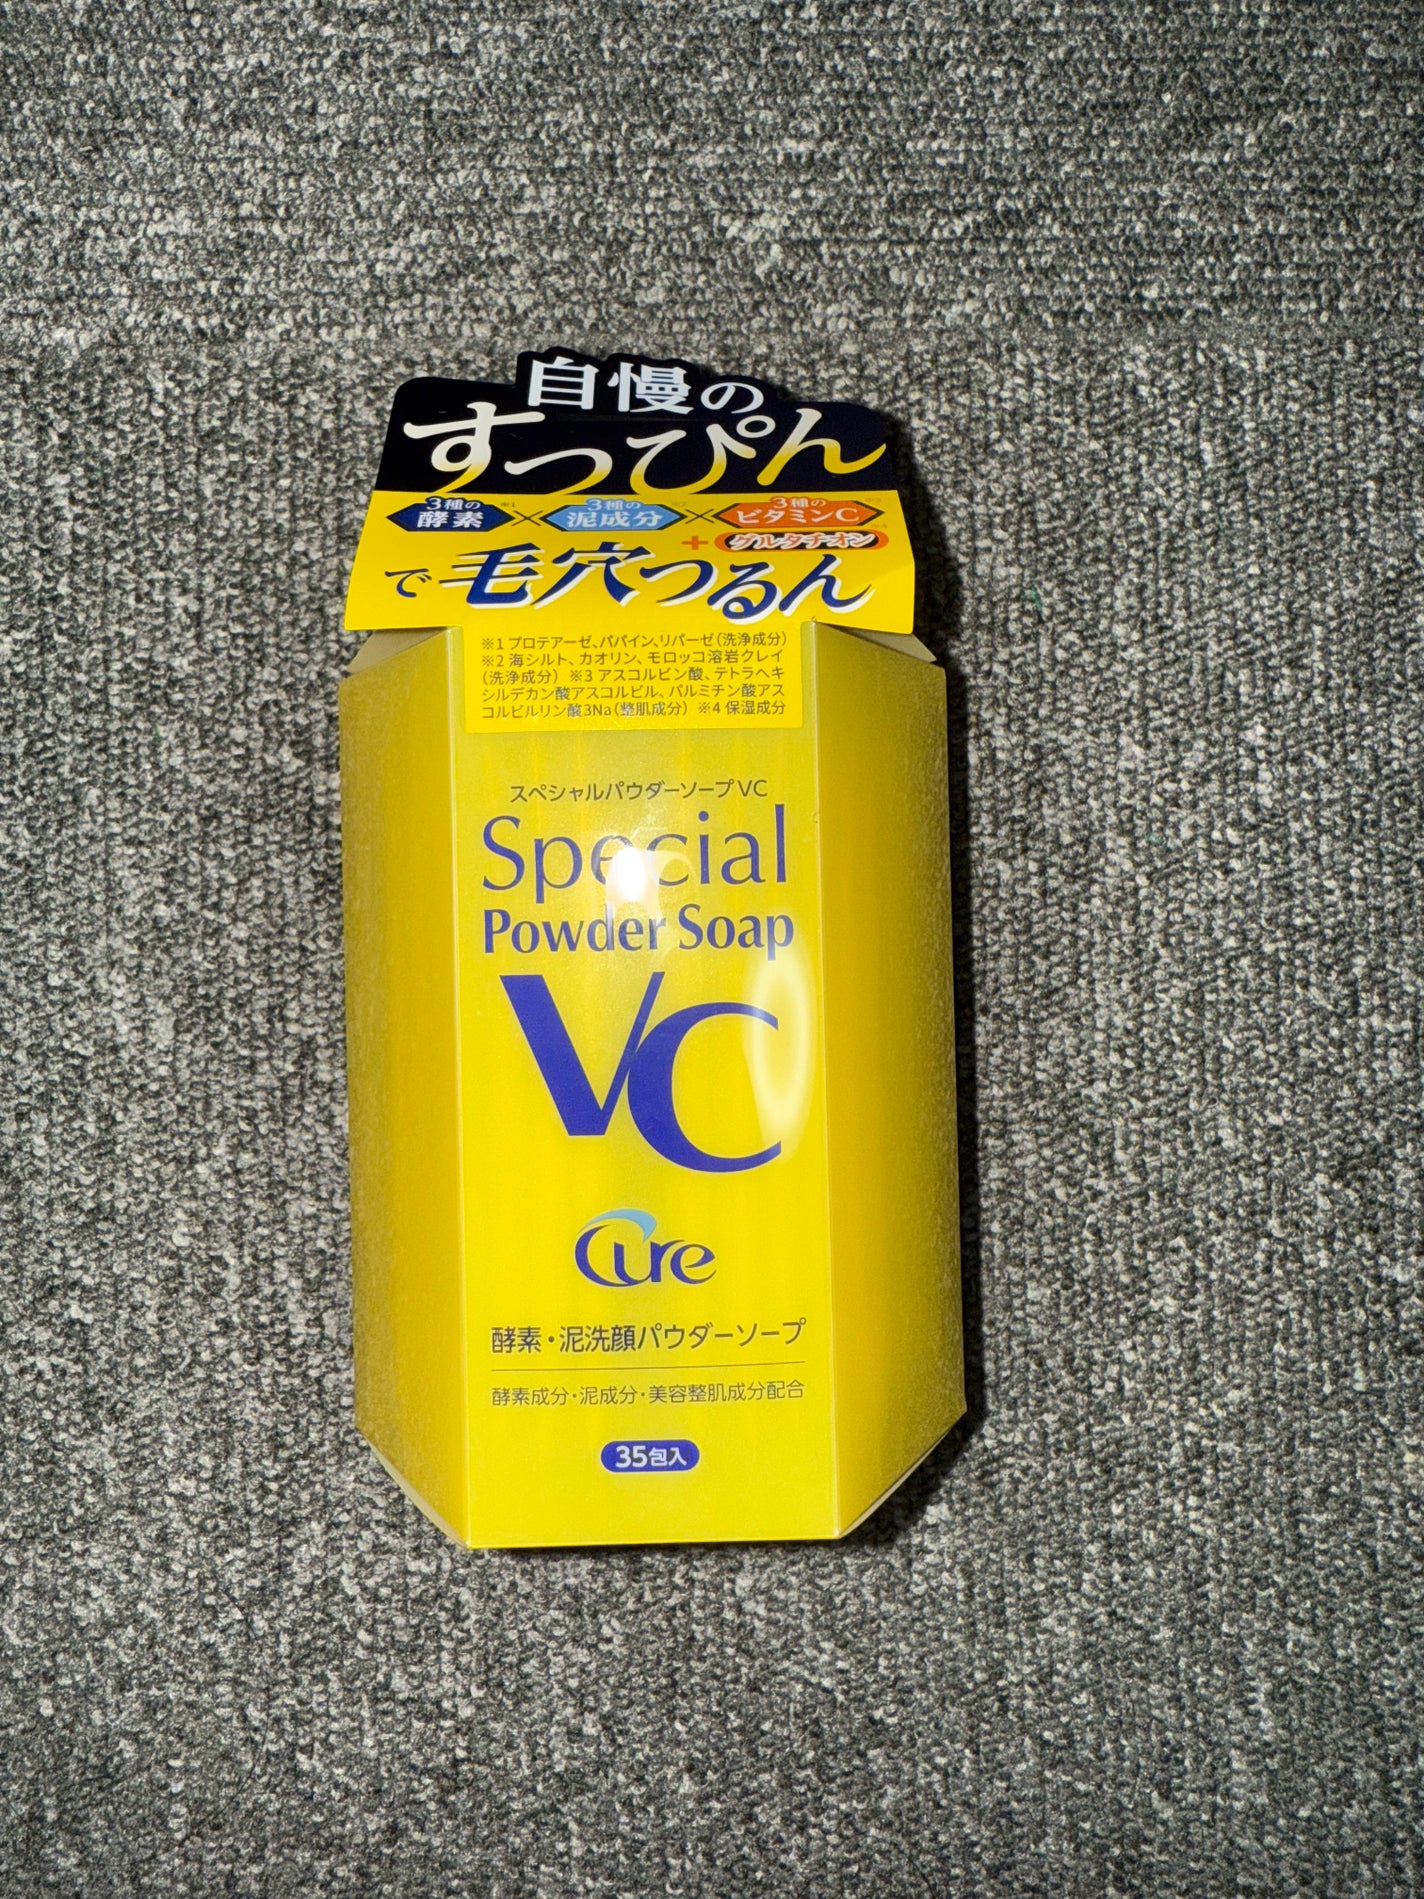 自慢の
すっぴん
3種の酵素※1×3種の泥成分※2×3種のビタミンC※3
+グルタチオン※4
で毛穴つるん
※1 プロテアーゼ、パパイン、リパーゼ(洗浄成分)
※2 海シルト、カオリン、モロッコ溶岩クレイ
(洗浄成分) ※3 アスコルビン酸、テトラヘキ
シルデカン酸アスコルビル、パルミチン酸アス
コルビルリン酸3Na(整肌成分) ※4 保湿成分
スペシャルパウダーソープVC
Special
Powder Soap
VC
Cure
酵素・泥洗顔パウダーソープ
酵素成分・泥成分・美容整肌成分配合
35包入